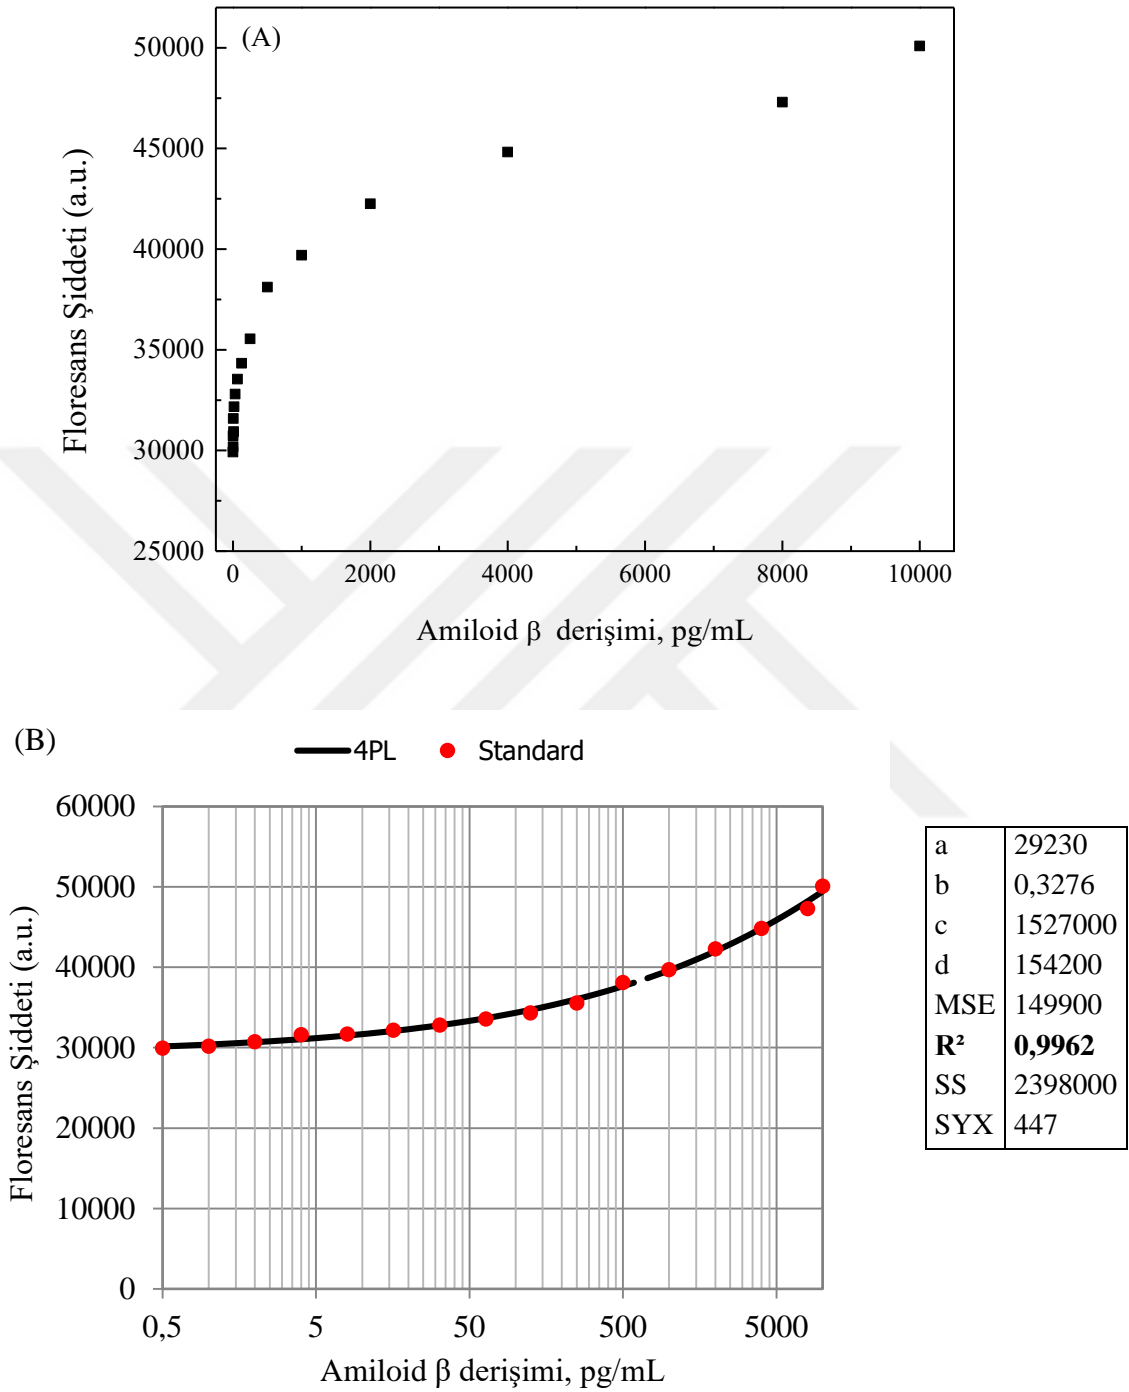 (A)
50000
45000
40000
35000
30000
25000
Floresans Şiddeti (a.u.)
0 2000 4000 6000 8000 10000
Amiloid β derişimi, pg/mL
(B)
4PL Standard
60000
50000
40000
30000
20000
10000
0
Floresans Şiddeti (a.u.)
0,5 5 50 500 5000
Amiloid β derişimi, pg/mL
a 29230
b 0,3276
c 1527000
d 154200
MSE 149900
R² 0,9962
SS 2398000
SYX 447